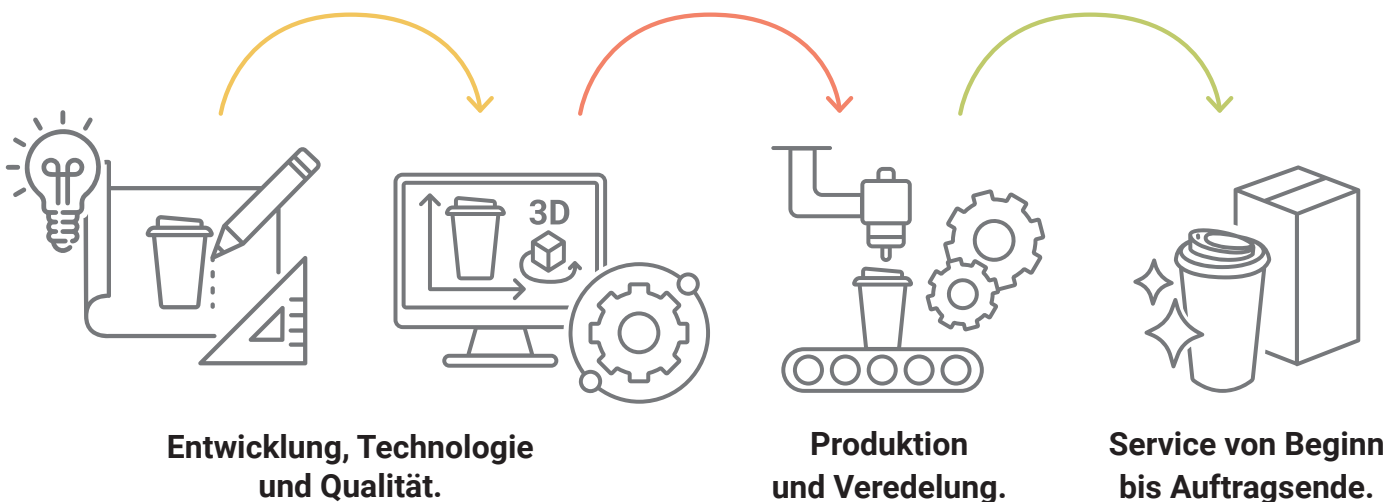 3D
Entwicklung, Technologie
und Qualität.
Produktion
und Veredelung.
Service von Beginn
bis Auftragsende.